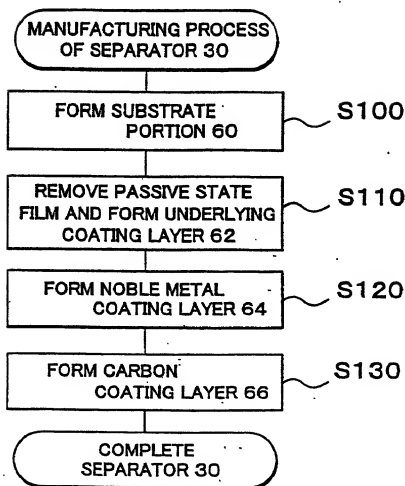 MANUFACTURING PROCESS
OF SEPARATOR 30
FORM SUBSTRATE
PORTION 60
S100
REMOVE PASSIVE STATE
FILM AND FORM UNDERLYING
COATING LAYER 62
S110
FORM NOBLE METAL
COATING LAYER 64
S120
FORM CARBON
COATING LAYER 66
S130
COMPLETE
SEPARATOR 30